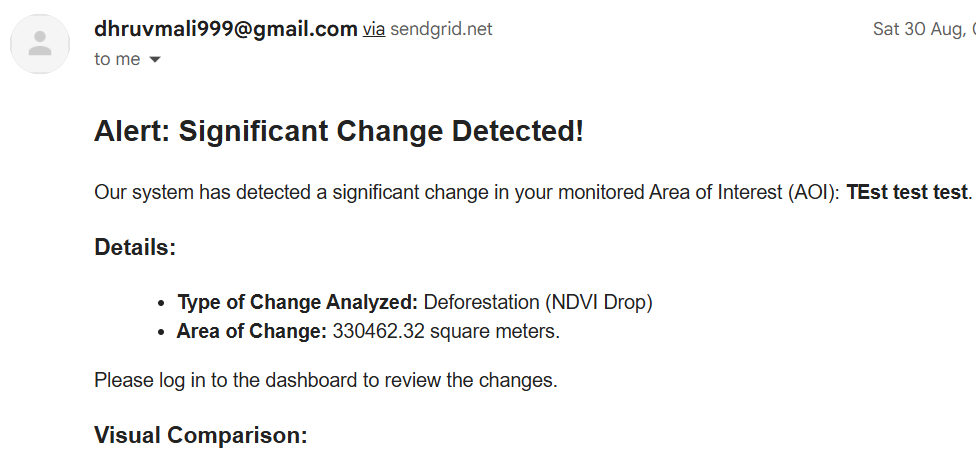 dhruvmali999@gmail.com via sendgrid.net
Sat 30 Aug,
to me
Alert: Significant Change Detected!
Our system has detected a significant change in your monitored Area of Interest (AOI): TEst test test.
Details:
• Type of Change Analyzed: Deforestation (NDVI Drop)
• Area of Change: 330462.32 square meters.
Please log in to the dashboard to review the changes.
Visual Comparison: